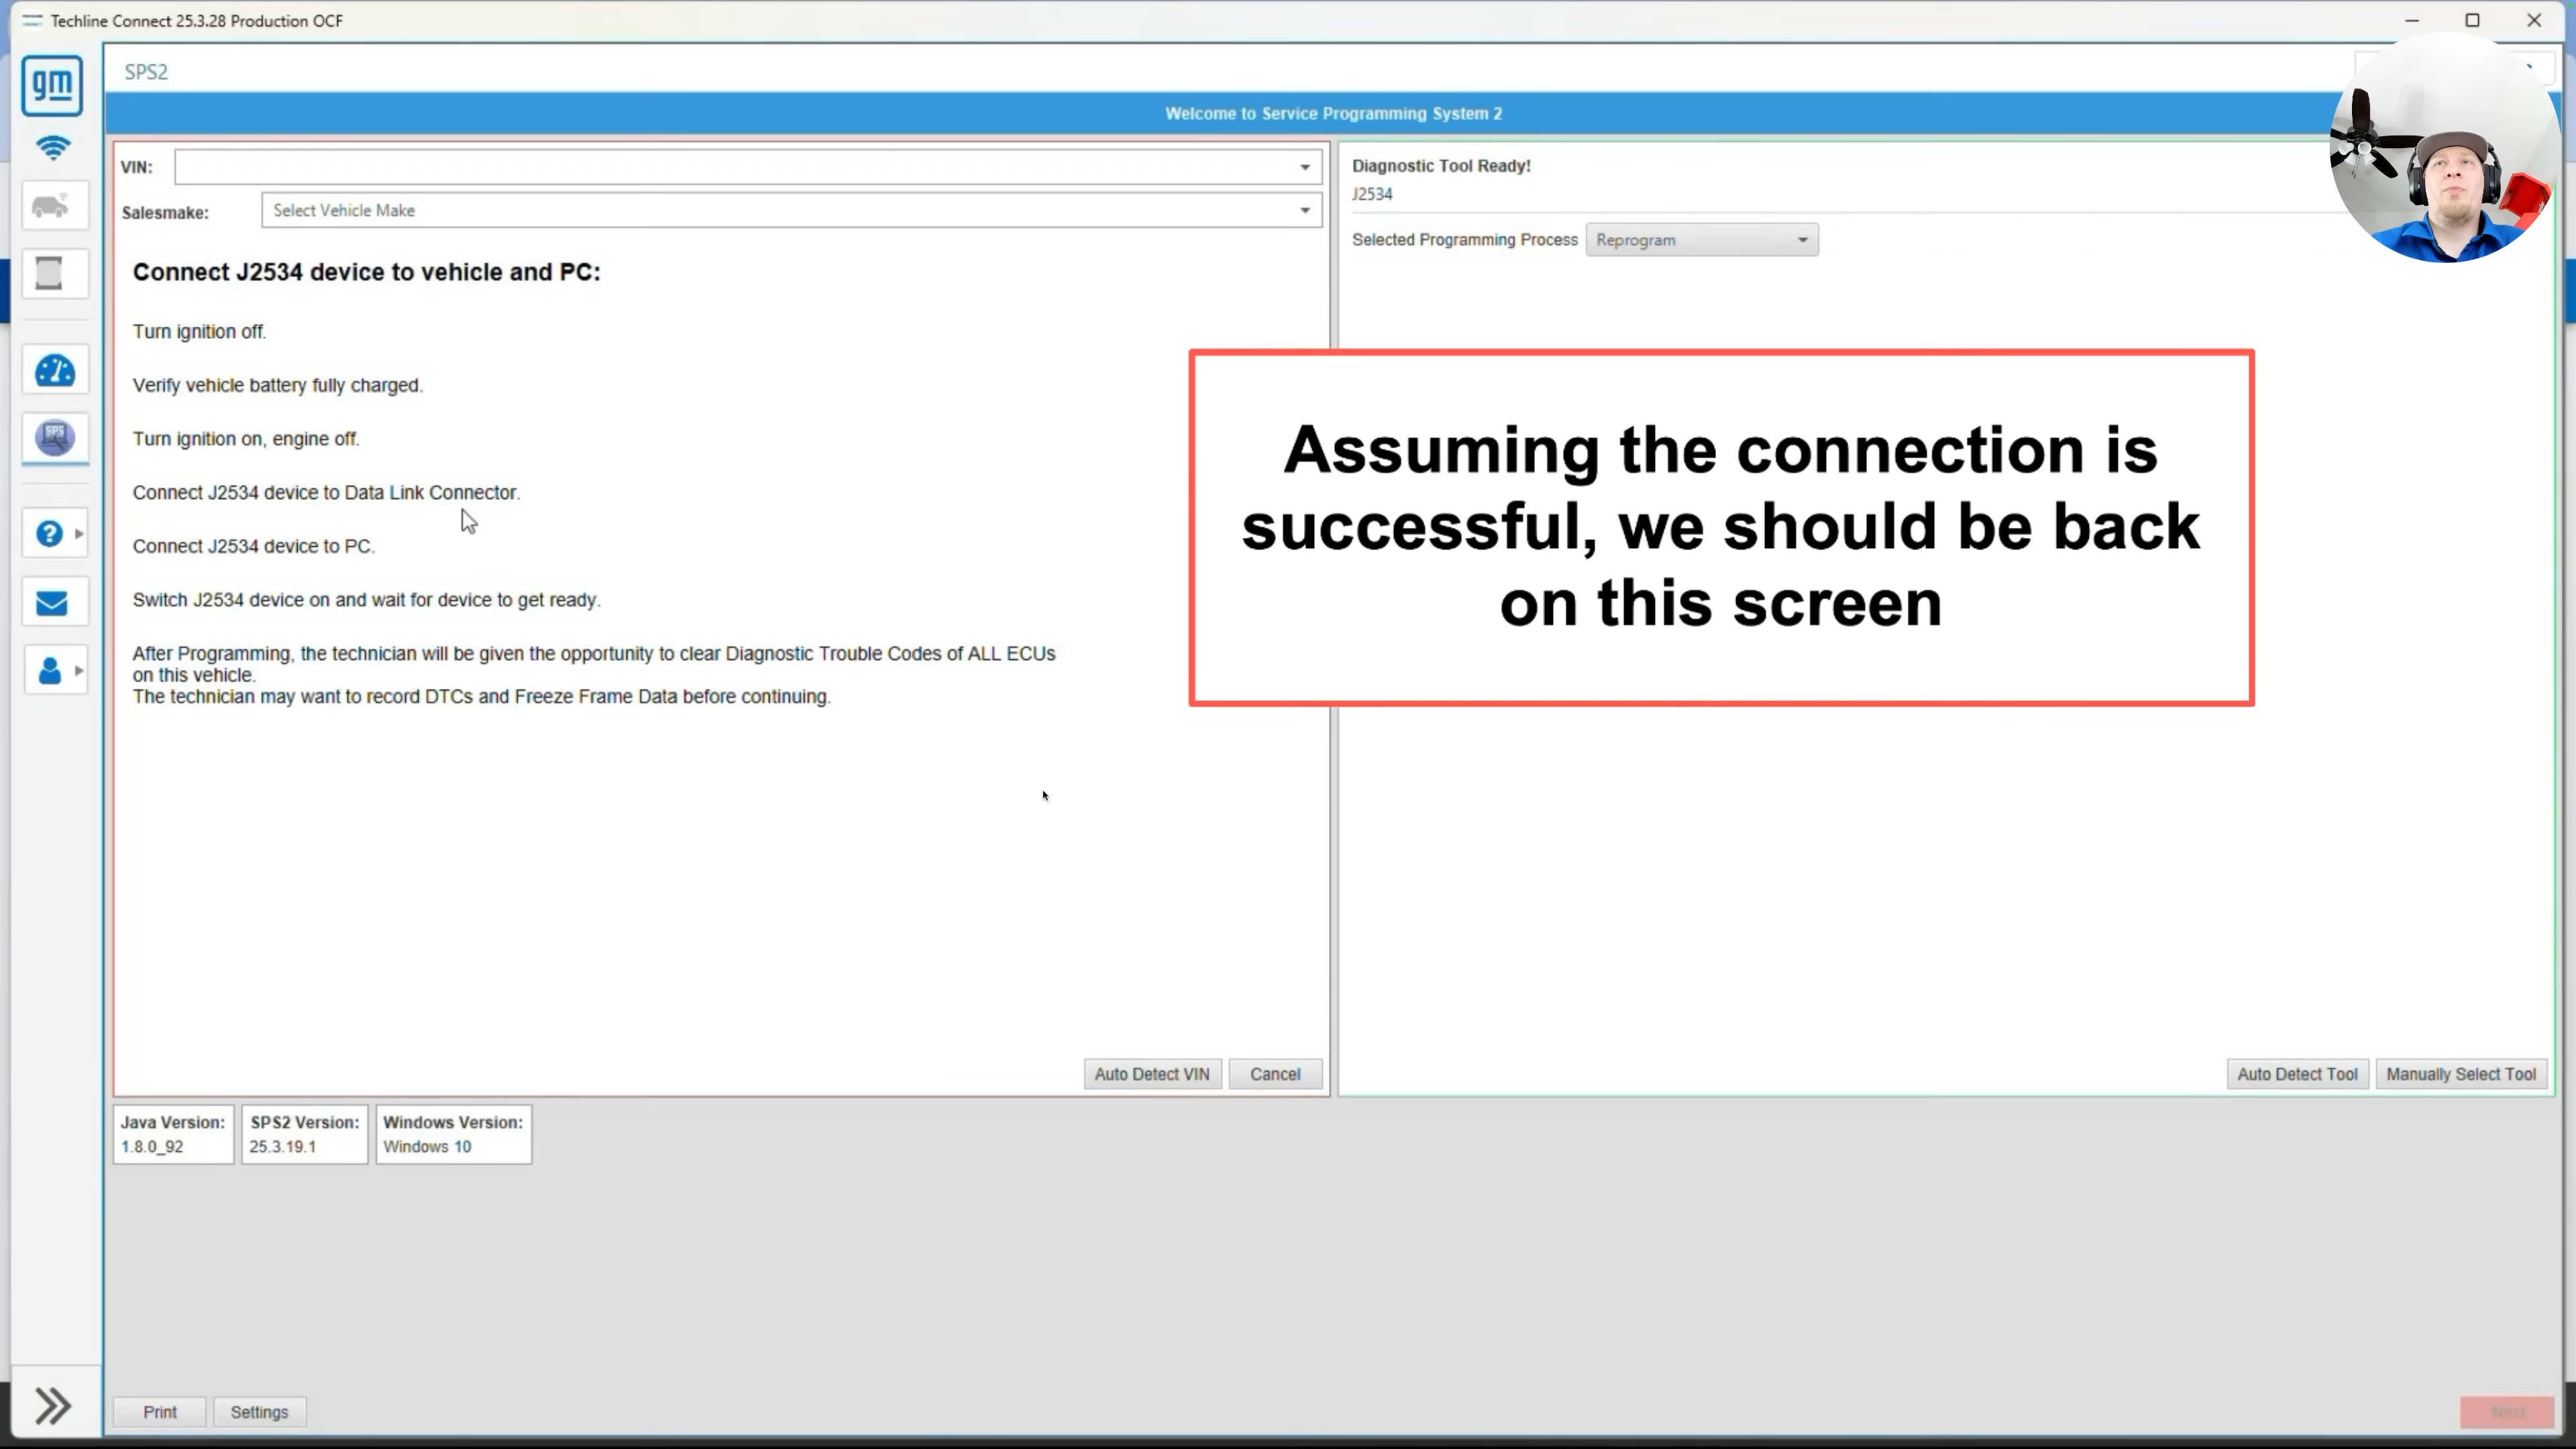 Techline Connect 25.3.28 Production OCF
gm
SPS2
Welcome to Service Programming System 2
VIN:
Salesmake:
Select Vehicle Make
Connect J2534 device to vehicle and PC:
Turn ignition off.
Verify vehicle battery fully charged.
Turn ignition on, engine off.
Connect J2534 device to Data Link Connector.
Connect J2534 device to PC.
Switch J2534 device on and wait for device to get ready.
After Programming, the technician will be given the opportunity to clear Diagnostic Trouble Codes of ALL ECUs
on this vehicle.
The technician may want to record DTCs and Freeze Frame Data before continuing.
Auto Detect VIN
Cancel
Diagnostic Tool Ready!
J2534
Selected Programming Process
Reprogram
Assuming the connection is
successful, we should be back
on this screen
Auto Detect Tool
Manually Select Tool
SPS
Java Version:
1.8.0_92
SPS2 Version:
25.3.19.1
Windows Version:
Windows 10
Print
Settings
Next